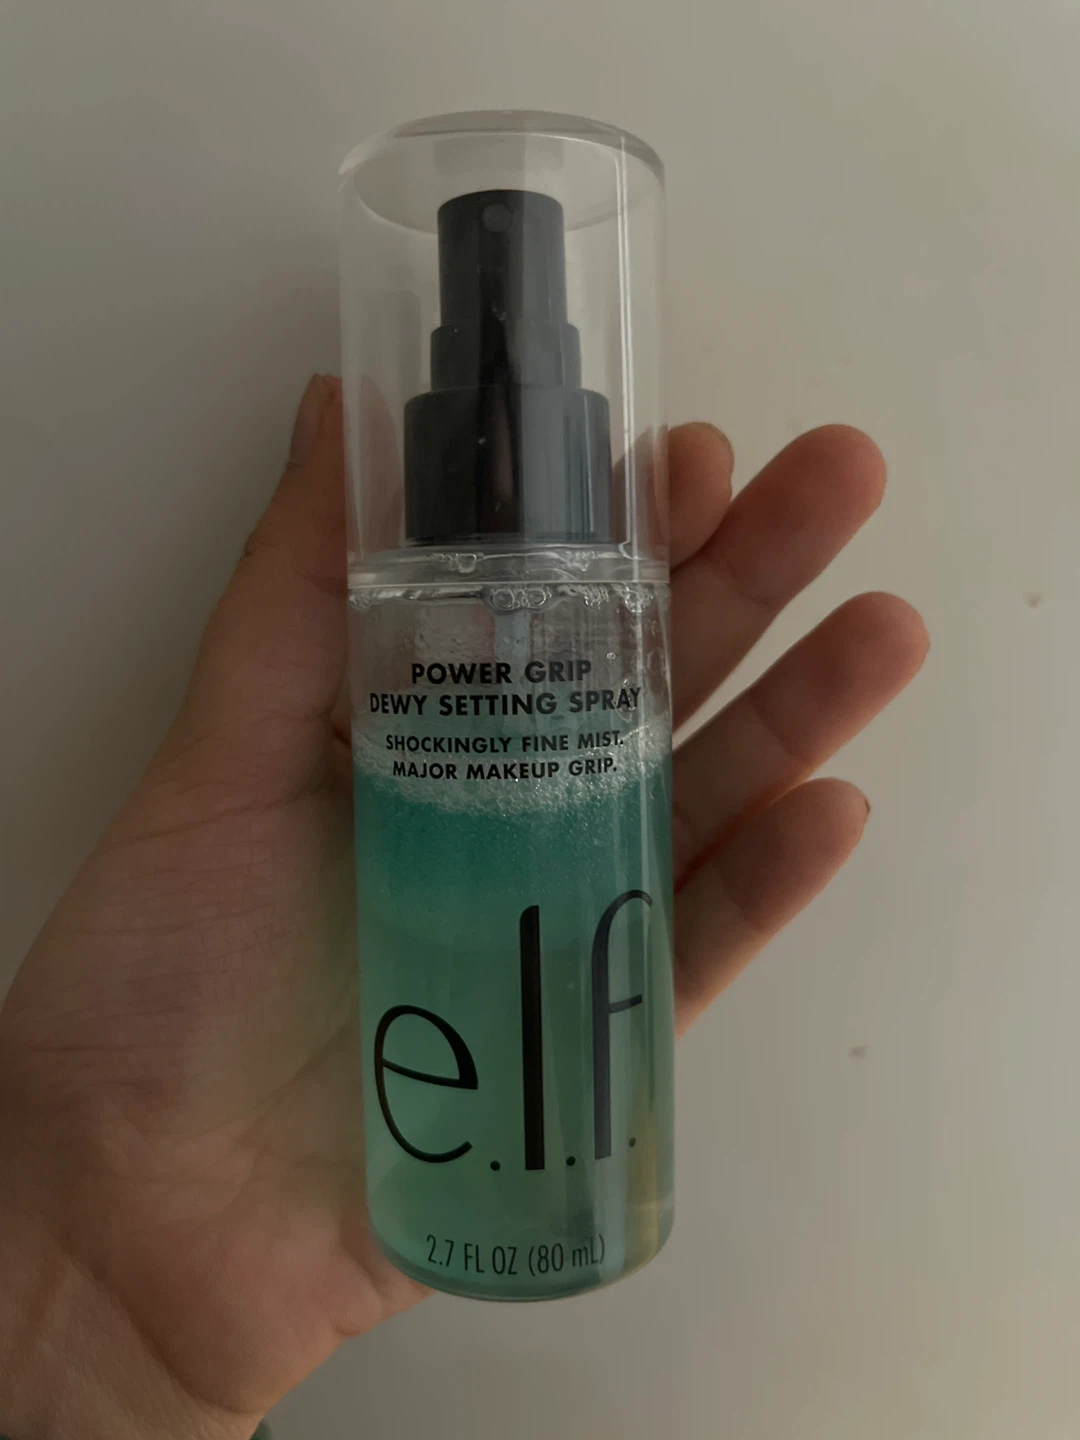 POWER GRIP
DEWY SETTING SPRAY
SHOCKINGLY FINE MIST.
MAJOR MAKEUP GRIP.
e.l.f.
2.7 FL OZ (80 mL)